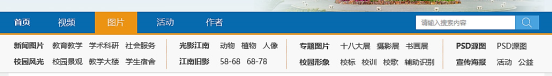 首页 视频 图片 活动 作者 请输入搜索内容
新闻图片 教育教学 学术科研 社会服务 光影江南 动物 植物 人像 专题图片 十八大展 摄影展 书画展 PSD源图 PSD源图
校园风光 校园景观 教学大楼 学生宿舍 江南旧影 58-68 68-78 校园形象 校标 校训 校歌 辅助识别 宣传海报 活动 公益